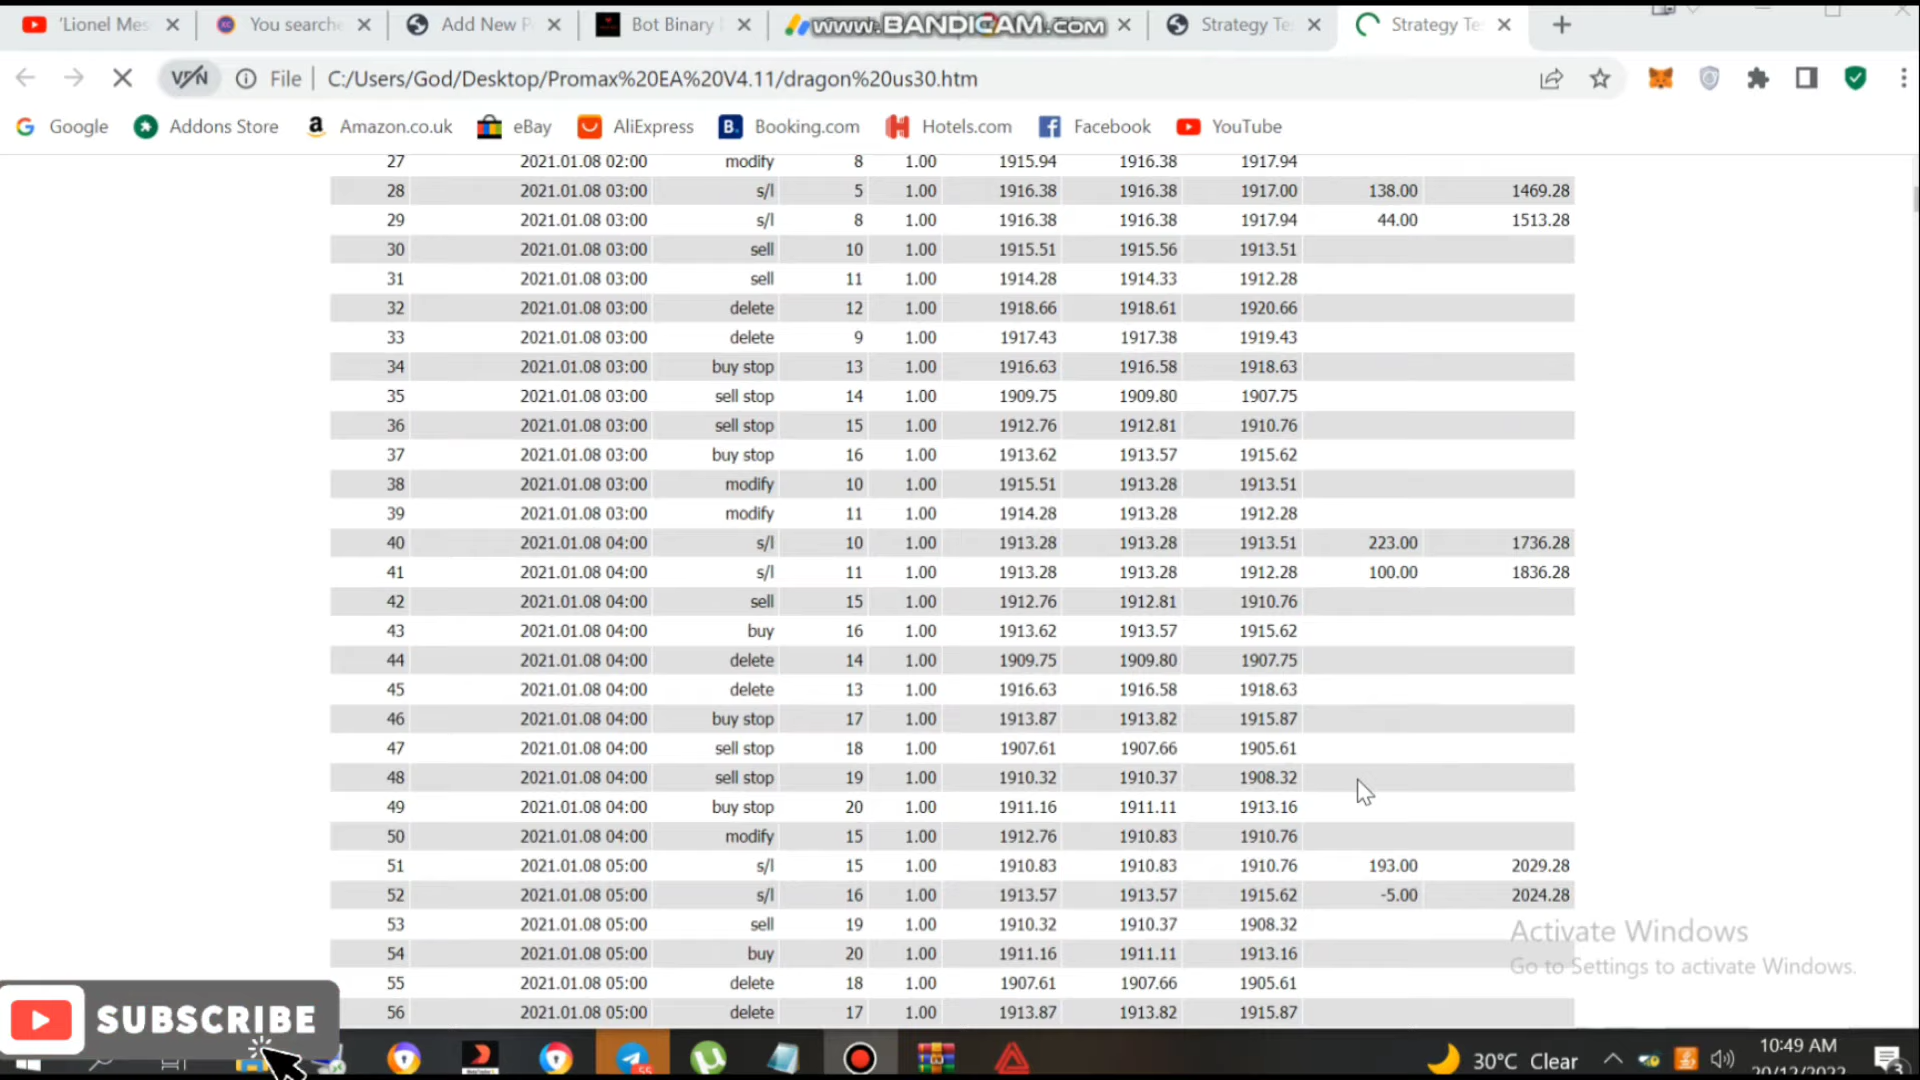 'Lionel Mes
You searche
Add New P
Bot Binary
www.BANDICAM.com
Strategy Te
Strategy Te
VPN
File
C:/Users/God/Desktop/Promax%20EA%20V4.11/dragon%20us30.htm
Google
Addons Store
Amazon.co.uk
eBay
AliExpress
Booking.com
Hotels.com
Facebook
YouTube
27 2021.01.08 02:00 modify 8 1.00 1915.94 1916.38 1917.94
28 2021.01.08 03:00 s/l 5 1.00 1916.38 1916.38 1917.00 138.00 1469.28
29 2021.01.08 03:00 s/l 8 1.00 1916.38 1916.38 1917.94 44.00 1513.28
30 2021.01.08 03:00 sell 10 1.00 1915.51 1915.56 1913.51
31 2021.01.08 03:00 sell 11 1.00 1914.28 1914.33 1912.28
32 2021.01.08 03:00 delete 12 1.00 1918.66 1918.61 1920.66
33 2021.01.08 03:00 delete 9 1.00 1917.43 1917.38 1919.43
34 2021.01.08 03:00 buy stop 13 1.00 1916.63 1916.58 1918.63
35 2021.01.08 03:00 sell stop 14 1.00 1909.75 1909.80 1907.75
36 2021.01.08 03:00 sell stop 15 1.00 1912.76 1912.81 1910.76
37 2021.01.08 03:00 buy stop 16 1.00 1913.62 1913.57 1915.62
38 2021.01.08 03:00 modify 10 1.00 1915.51 1913.28 1913.51
39 2021.01.08 03:00 modify 11 1.00 1914.28 1913.28 1912.28
40 2021.01.08 04:00 s/l 10 1.00 1913.28 1913.28 1913.51 223.00 1736.28
41 2021.01.08 04:00 s/l 11 1.00 1913.28 1913.28 1912.28 100.00 1836.28
42 2021.01.08 04:00 sell 15 1.00 1912.76 1912.81 1910.76
43 2021.01.08 04:00 buy 16 1.00 1913.62 1913.57 1915.62
44 2021.01.08 04:00 delete 14 1.00 1909.75 1909.80 1907.75
45 2021.01.08 04:00 delete 13 1.00 1916.63 1916.58 1918.63
46 2021.01.08 04:00 buy stop 17 1.00 1913.87 1913.82 1915.87
47 2021.01.08 04:00 sell stop 18 1.00 1907.61 1907.66 1905.61
48 2021.01.08 04:00 sell stop 19 1.00 1910.32 1910.37 1908.32
49 2021.01.08 04:00 buy stop 20 1.00 1911.16 1911.11 1913.16
50 2021.01.08 04:00 modify 15 1.00 1912.76 1910.83 1910.76
51 2021.01.08 05:00 s/l 15 1.00 1910.83 1910.83 1910.76 193.00 2029.28
52 2021.01.08 05:00 s/l 16 1.00 1913.57 1913.57 1915.62 -5.00 2024.28
53 2021.01.08 05:00 sell 19 1.00 1910.32 1910.37 1908.32
54 2021.01.08 05:00 buy 20 1.00 1911.16 1911.11 1913.16
55 2021.01.08 05:00 delete 18 1.00 1907.61 1907.66 1905.61
56 2021.01.08 05:00 delete 17 1.00 1913.87 1913.82 1915.87
Activate Windows
Go to Settings to activate Windows.
SUBSCRIBE
55
30°C Clear
10:49 AM
20/12/2022
3